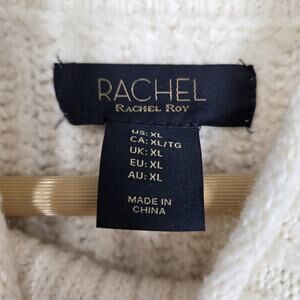 RACHEL
RACHEL ROY
US: XL
CA: XL/TG
UK: XL
EU: XL
AU: XL
MADE IN
CHINA